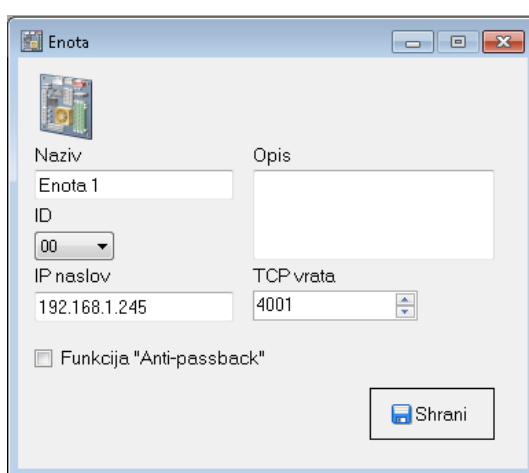 Enota
Naziv
Opis
Enota 1
ID
00
IP naslov
TCP vrata
192.168.1.245
4001
Funkcija "Anti-passback"
Shrani